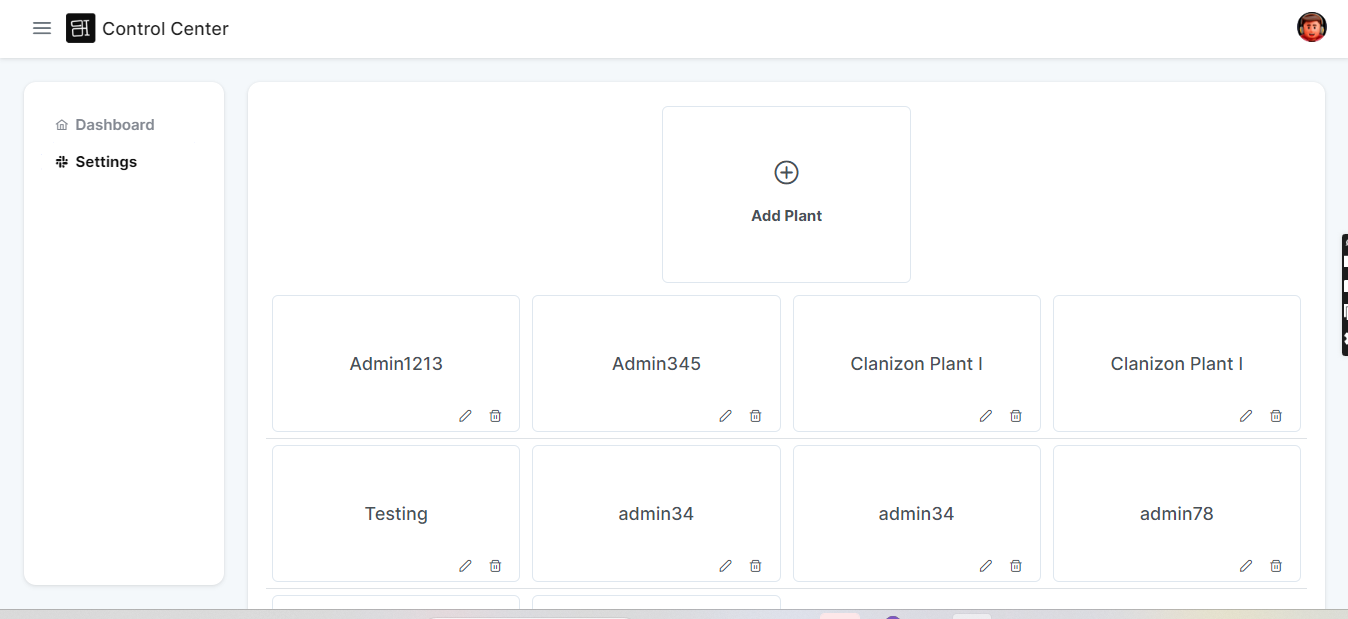 Control Center
Dashboard
Settings
Add Plant
Admin1213
Admin345
Clanizon Plant I
Clanizon Plant I
Testing
admin34
admin34
admin78